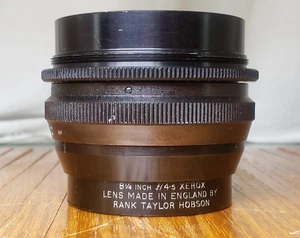 8¼ INCH f/4·5 XEROX
LENS MADE IN ENGLAND BY
RANK TAYLOR HOBSON